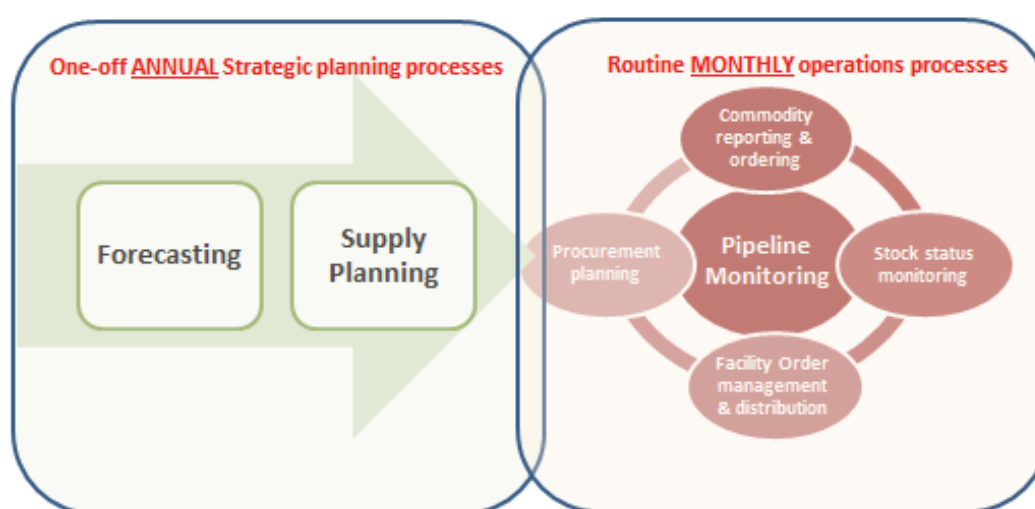 One-off ANNUAL Strategic planning processes
Forecasting
Supply
Planning
Routine MONTHLY operations processes
Commodity
reporting &
ordering
Procurement
planning
Pipeline
Monitoring
Stock status
monitoring
Facility Order
management
& distribution